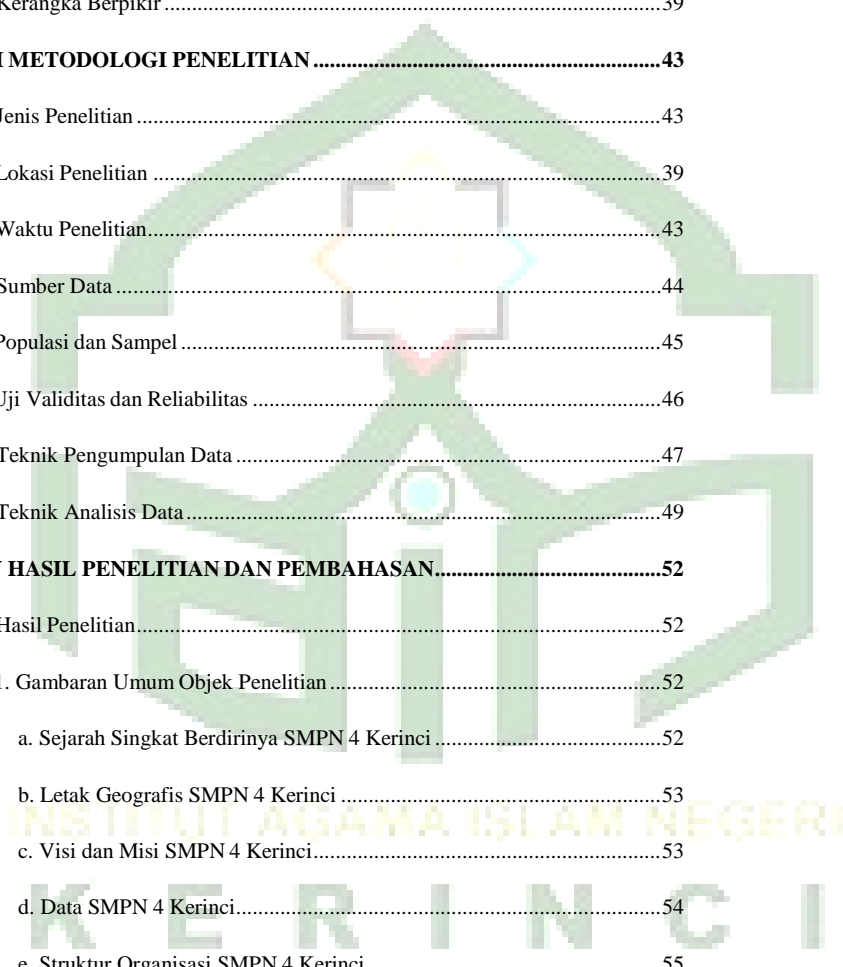 Kerangka Berpikir ........ 39
METODOLOGI PENELITIAN ........ 43
Jenis Penelitian ........ 43
Lokasi Penelitian ........ 39
Waktu Penelitian ........ 43
Sumber Data ........ 44
Populasi dan Sampel ........ 45
Uji Validitas dan Reliabilitas ........ 46
Teknik Pengumpulan Data ........ 47
Teknik Analisis Data ........ 49
HASIL PENELITIAN DAN PEMBAHASAN ........ 52
Hasil Penelitian ........ 52
1. Gambaran Umum Objek Penelitian ........ 52
a. Sejarah Singkat Berdirinya SMPN 4 Kerinci ........ 52
b. Letak Geografis SMPN 4 Kerinci ........ 53
INSTITUT AGAMA ISLAM NEGERI
c. Visi dan Misi SMPN 4 Kerinci ........ 53
d. Data SMPN 4 Kerinci ........ 54
KERINCI
e. Struktur Organisasi SMPN 4 Kerinci ........ 55